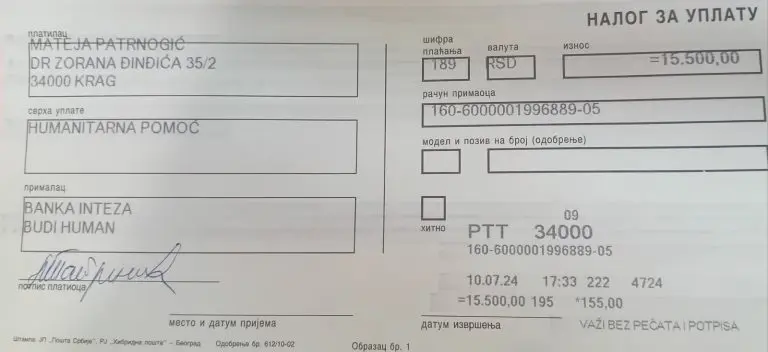 НАЛОГ ЗА УПЛАТУ
платилац
MATEJA PATRNOGIĆ
DR ZORANA ĐINĐIĆA 35/2
34000 KRAG
сврха уплате
HUMANITARNA POMOĆ
прималац
BANKA INTEZA
BUDI HUMAN
потпис платиоца
место и датум пријема
шифра плаћања
189
валута
RSD
износ
=15.500,00
рачун примаоца
160-6000001996889-05
модел и позив на број (одобрење)
хитно
09
PTT 34000
160-6000001996889-05
10.07.24 17:33 222 4724
=15.500,00 195 *155,00
датум извршења
VAŽI BEZ PEČATA I POTPISA
Штампа ЈП „Пошта Србије”. РЈ „Хибридна пошта” – Београд Одобрење бр. 612/10-02
Образац бр. 1